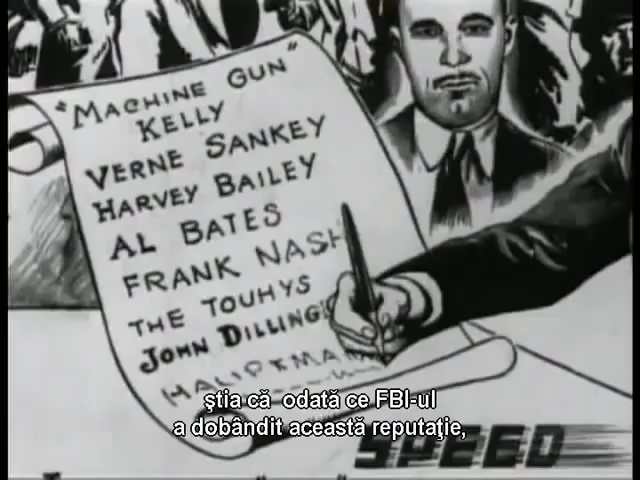 "MACHINE GUN"
KELLY
VERNE SANKEY
HARVEY BAILEY
AL BATES
FRANK NASH
THE TOUHYS
JOHN DILLING
HAUPTMAN
ştia că odată ce FBI-ul
a dobândit această reputaţie,
SPEED